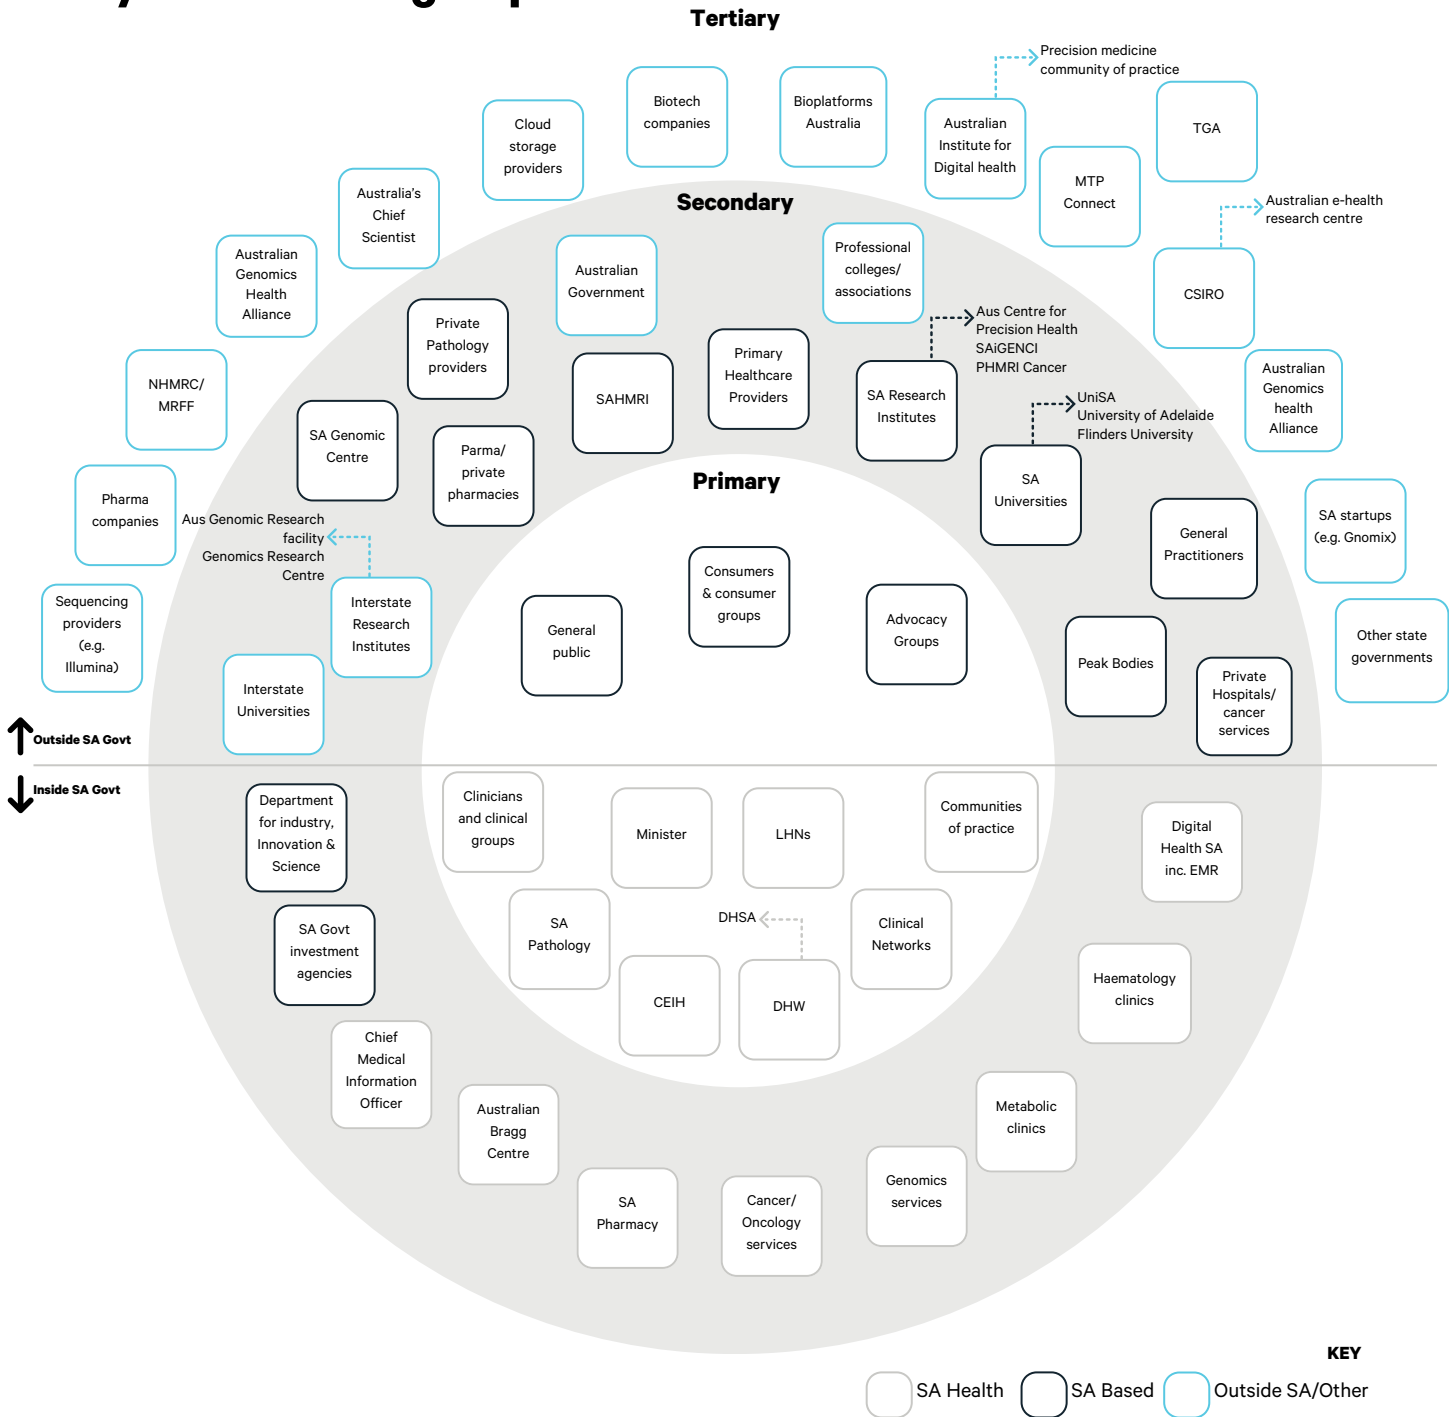 Tertiary
Precision medicine
community of practice
Biotech
companies
Bioplatforms
Australia
Cloud
storage
providers
Australian
Institute for
Digital health
TGA
MTP
Connect
Australia's
Chief
Scientist
Secondary
Australian e-health
research centre
Australian
Genomics
Health
Alliance
Australian
Government
Professional
colleges/
associations
CSIRO
Private
Pathology
providers
Aus Centre for
Precision Health
SAiGENCI
PHMRI Cancer
NHMRC/
MRFF
SAHMRI
Primary
Healthcare
Providers
SA Research
Institutes
Australian
Genomics
health
Alliance
UniSA
University of Adelaide
Flinders University
SA Genomic
Centre
Parma/
private
pharmacies
Primary
SA
Universities
Pharma
companies
Aus Genomic Research
facility
Genomics Research
Centre
General
Practitioners
SA startups
(e.g. Gnomix)
Sequencing
providers
(e.g.
Illumina)
Interstate
Research
Institutes
General
public
Consumers
& consumer
groups
Advocacy
Groups
Peak Bodies
Other state
governments
Interstate
Universities
Private
Hospitals/
cancer
services
Outside SA Govt
Inside SA Govt
Department
for industry,
Innovation &
Science
Clinicians
and clinical
groups
Minister
LHNs
Communities
of practice
Digital
Health SA
inc. EMR
SA Govt
investment
agencies
SA
Pathology
DHSA
Clinical
Networks
CEIH
DHW
Haematology
clinics
Chief
Medical
Information
Officer
Australian
Bragg
Centre
Metabolic
clinics
SA
Pharmacy
Cancer/
Oncology
services
Genomics
services
KEY
SA Health
SA Based
Outside SA/Other